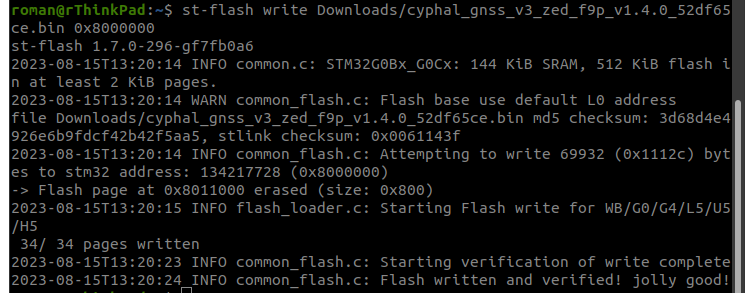 roman@rThinkPad:~$ st-flash write Downloads/cyphal_gnss_v3_zed_f9p_v1.4.0_52df65
ce.bin 0x8000000
st-flash 1.7.0-296-gf7fb0a6
2023-08-15T13:20:14 INFO common.c: STM32G0Bx_G0Cx: 144 KiB SRAM, 512 KiB flash i
n at least 2 KiB pages.
2023-08-15T13:20:14 WARN common_flash.c: Flash base use default L0 address
file Downloads/cyphal_gnss_v3_zed_f9p_v1.4.0_52df65ce.bin md5 checksum: 3d68d4e4
926e6b9fdcf42b42f5aa5, stlink checksum: 0x0061143f
2023-08-15T13:20:14 INFO common_flash.c: Attempting to write 69932 (0x1112c) byt
es to stm32 address: 134217728 (0x8000000)
-> Flash page at 0x8011000 erased (size: 0x800)
2023-08-15T13:20:15 INFO flash_loader.c: Starting Flash write for WB/G0/G4/L5/U5
/H5
 34/ 34 pages written
2023-08-15T13:20:23 INFO common_flash.c: Starting verification of write complete
2023-08-15T13:20:24 INFO common_flash.c: Flash written and verified! jolly good!